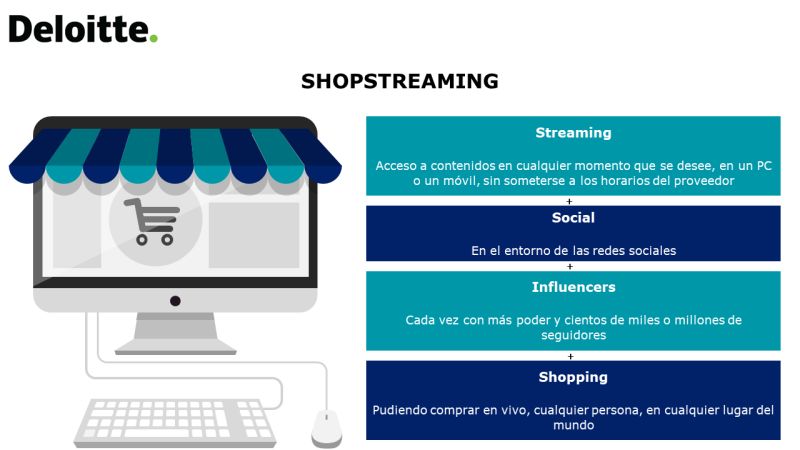 Deloitte.
SHOPSTREAMING
Streaming
Acceso a contenidos en cualquier momento que se desee, en un PC
o un móvil, sin someterse a los horarios del proveedor
+
Social
En el entorno de las redes sociales
+
Influencers
Cada vez con más poder y cientos de miles o millones de
seguidores
+
Shopping
Pudiendo comprar en vivo, cualquier persona, en cualquier lugar del
mundo